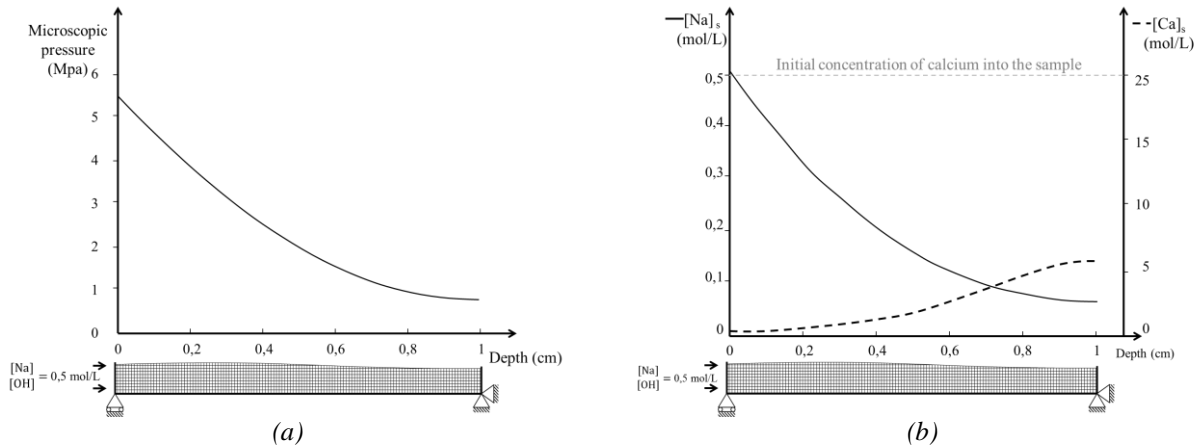 Microscopic
pressure
(Mpa)
6
5
4
3
2
1
0
0
0,2
0,4
0,6
0,8
1
Depth (cm)
[Na]
[OH] = 0,5 mol/L
(a)
[Na]s
(mol/L)
[Ca]s
(mol/L)
Initial concentration of calcium into the sample
0,5
0,4
0,3
0,2
0,1
0
25
15
10
5
0
0
0,2
0,4
0,6
0,8
1
Depth (cm)
[Na]
[OH] = 0,5 mol/L
(b)